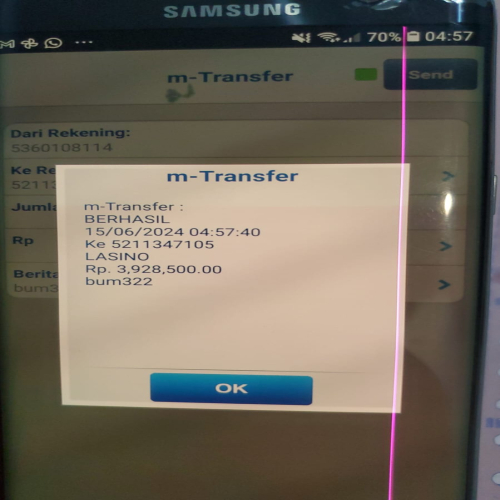 SAMSUNG
70% 04:57
m-Transfer
Send
Dari Rekening:
5360108114
Ke Re
5211
Jumla
Rp
Berita
bum3
m-Transfer
m-Transfer :
BERHASIL
15/06/2024 04:57:40
Ke 5211347105
LASINO
Rp. 3,928,500.00
bum322
OK